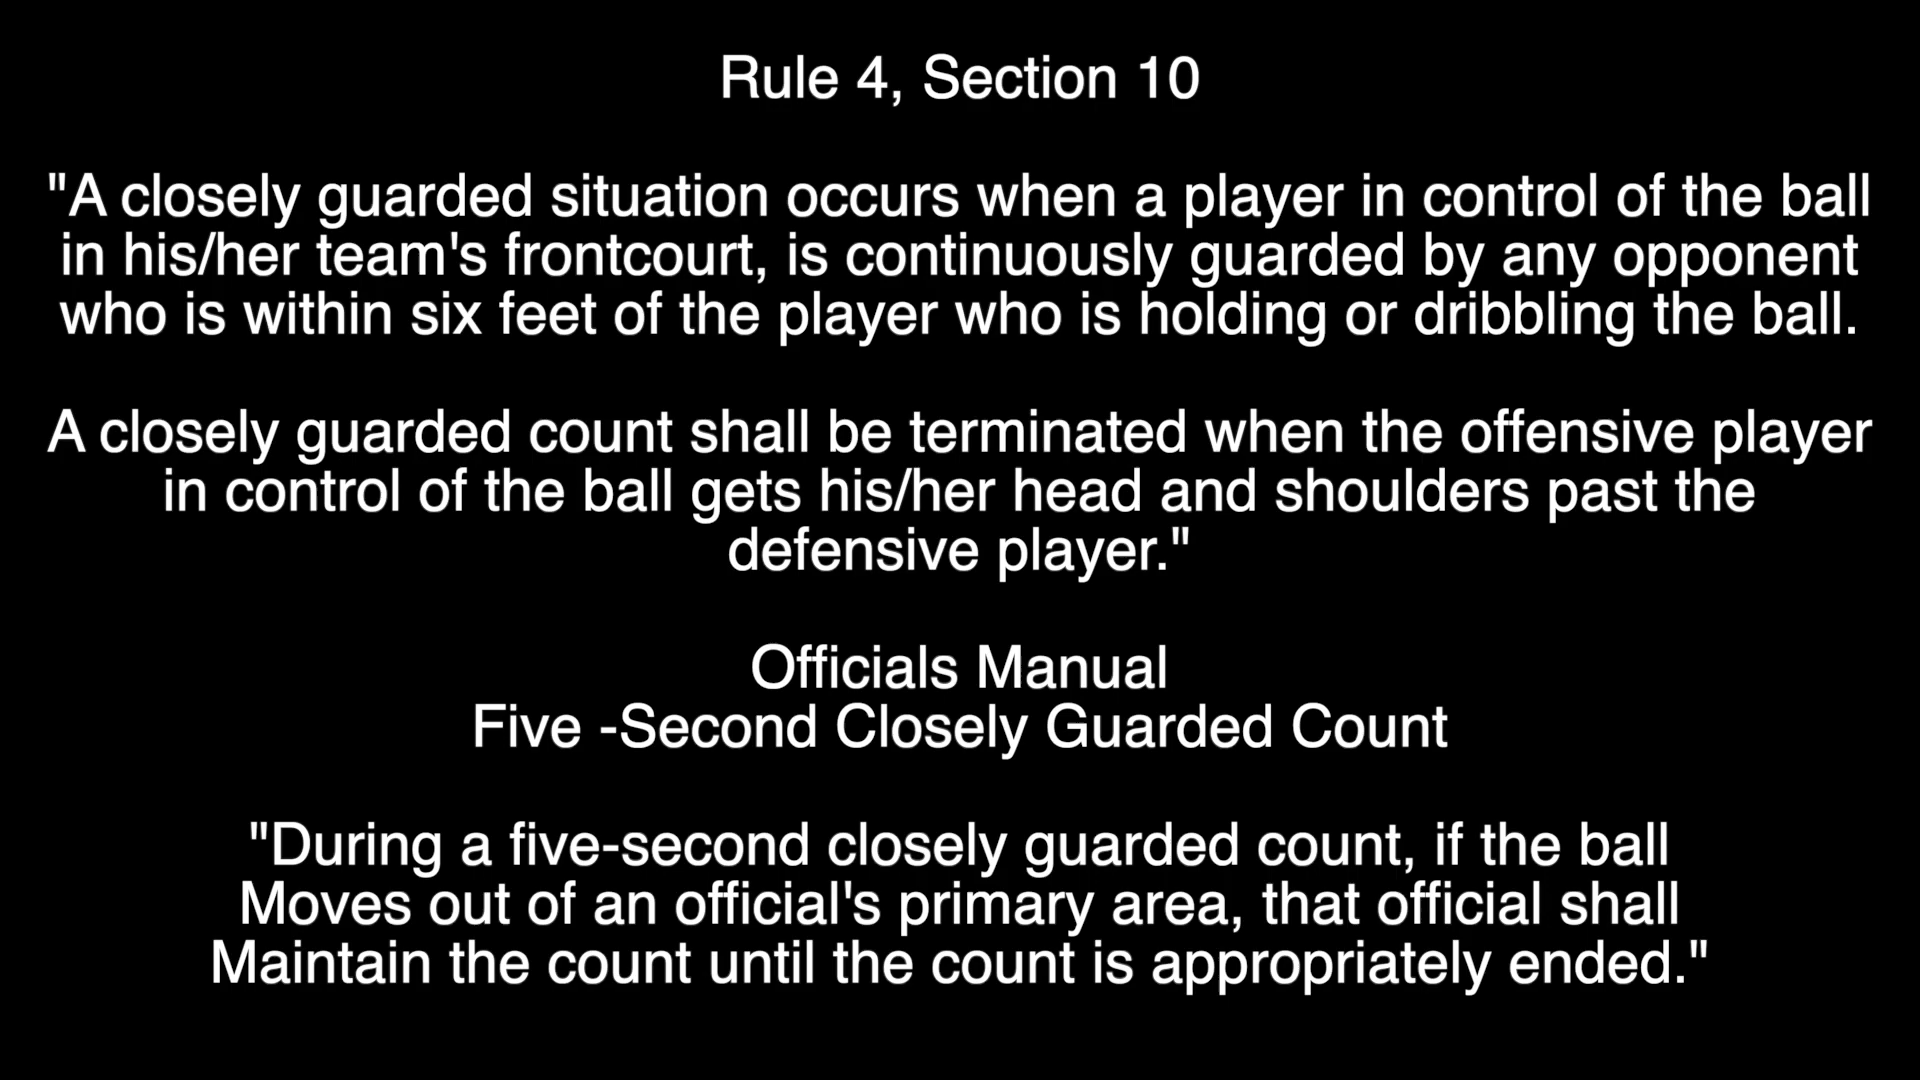 Rule 4, Section 10
"A closely guarded situation occurs when a player in control of the ball
in his/her team's frontcourt, is continuously guarded by any opponent
who is within six feet of the player who is holding or dribbling the ball.
A closely guarded count shall be terminated when the offensive player
in control of the ball gets his/her head and shoulders past the
defensive player."
Officials Manual
Five -Second Closely Guarded Count
"During a five-second closely guarded count, if the ball
Moves out of an official's primary area, that official shall
Maintain the count until the count is appropriately ended."